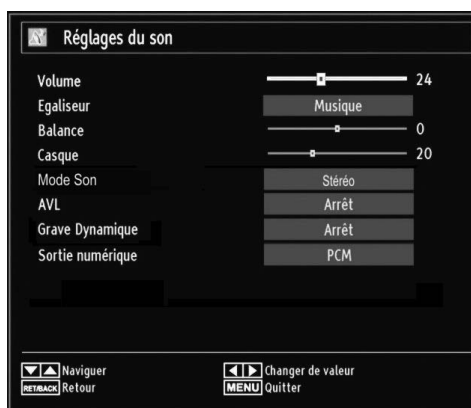 Réglages du son
Volume 24
Egaliseur Musique
Balance 0
Casque 20
Mode Son Stéréo
AVL Arrêt
Grave Dynamique Arrêt
Sortie numérique PCM
Naviguer Changer de valeur
RET/BACK Retour MENU Quitter